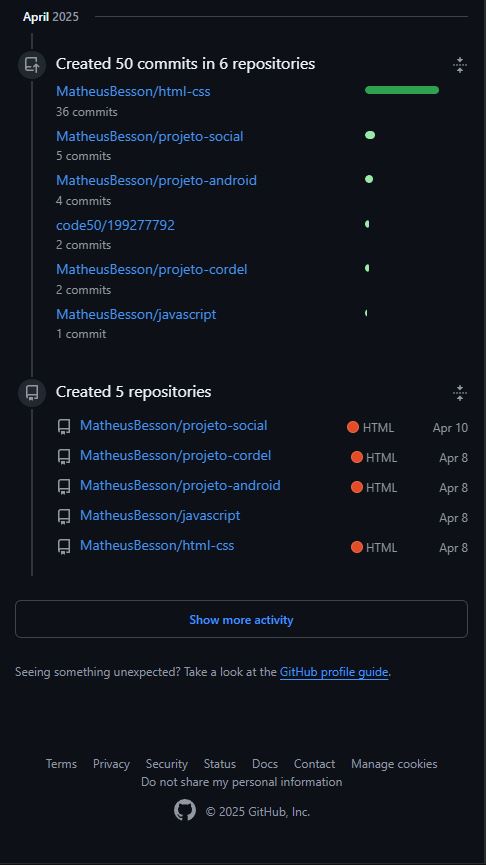 April 2025
Created 50 commits in 6 repositories
MatheusBesson/html-css
36 commits
MatheusBesson/projeto-social
5 commits
MatheusBesson/projeto-android
4 commits
code50/199277792
2 commits
MatheusBesson/projeto-cordel
2 commits
MatheusBesson/javascript
1 commit
Created 5 repositories
MatheusBesson/projeto-social HTML Apr 10
MatheusBesson/projeto-cordel HTML Apr 8
MatheusBesson/projeto-android HTML Apr 8
MatheusBesson/javascript Apr 8
MatheusBesson/html-css HTML Apr 8
Show more activity
Seeing something unexpected? Take a look at the GitHub profile guide.
Terms Privacy Security Status Docs Contact Manage cookies
Do not share my personal information
© 2025 GitHub, Inc.